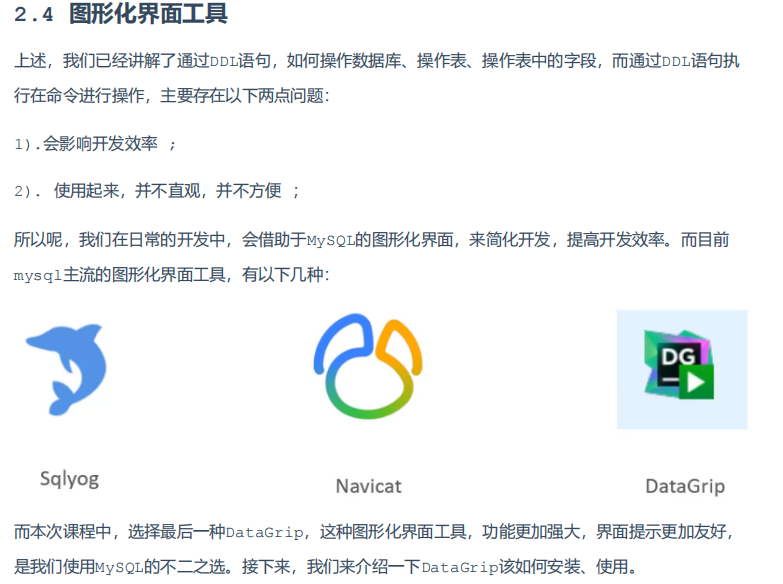 2.4 图形化界面工具
上述，我们已经讲解了通过DDL语句，如何操作数据库、操作表、操作表中的字段，而通过DDL语句执
行在命令进行操作，主要存在以下两点问题：
1).会影响开发效率 ；
2). 使用起来，并不直观，并不方便 ；
所以呢，我们在日常的开发中，会借助于MySQL的图形化界面，来简化开发，提高开发效率。而目前
mysql主流的图形化界面工具，有以下几种：
DG
Sqlyog
Navicat
DataGrip
而本次课程中，选择最后一种DataGrip，这种图形化界面工具，功能更加强大，界面提示更加友好，
是我们使用MySQL的不二之选。接下来，我们来介绍一下DataGrip该如何安装、使用。